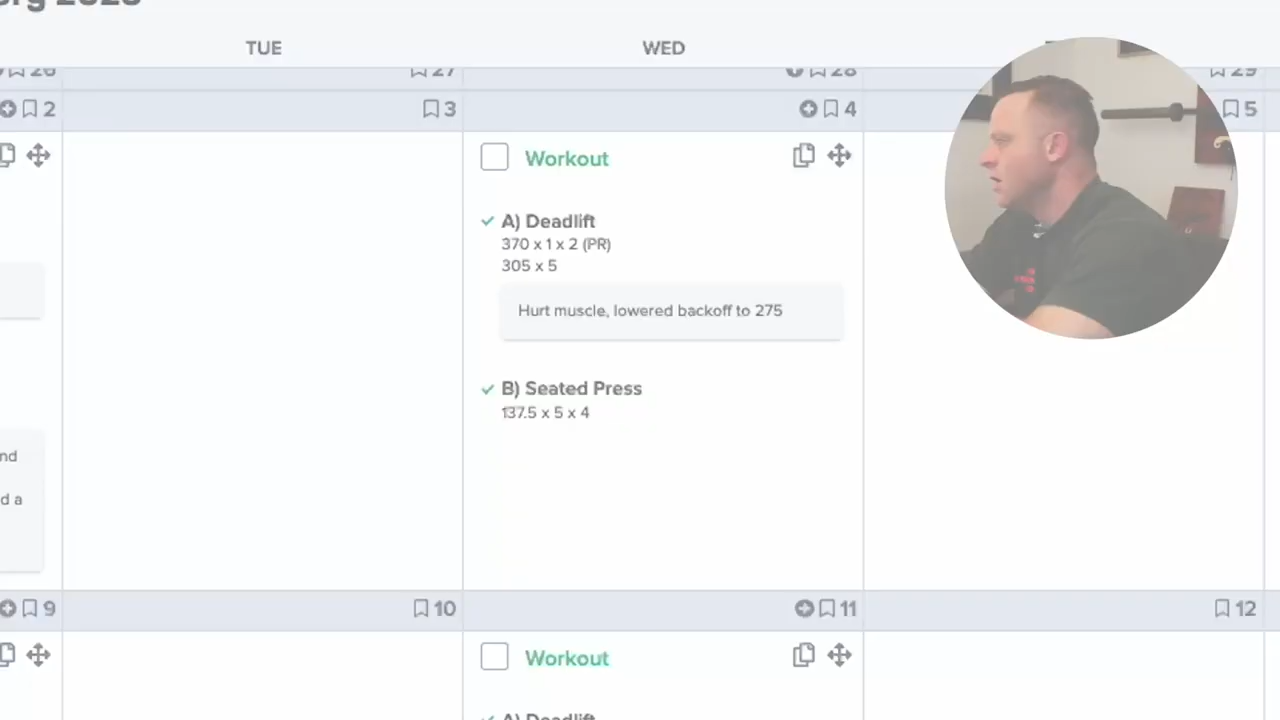 TUE
WED
26
27
28
29
2
3
4
5
Workout
A) Deadlift
370 x 1 x 2 (PR)
305 x 5
Hurt muscle, lowered backoff to 275
B) Seated Press
137.5 x 5 x 4
nd
d a
9
10
11
12
Workout
A) Deadlift